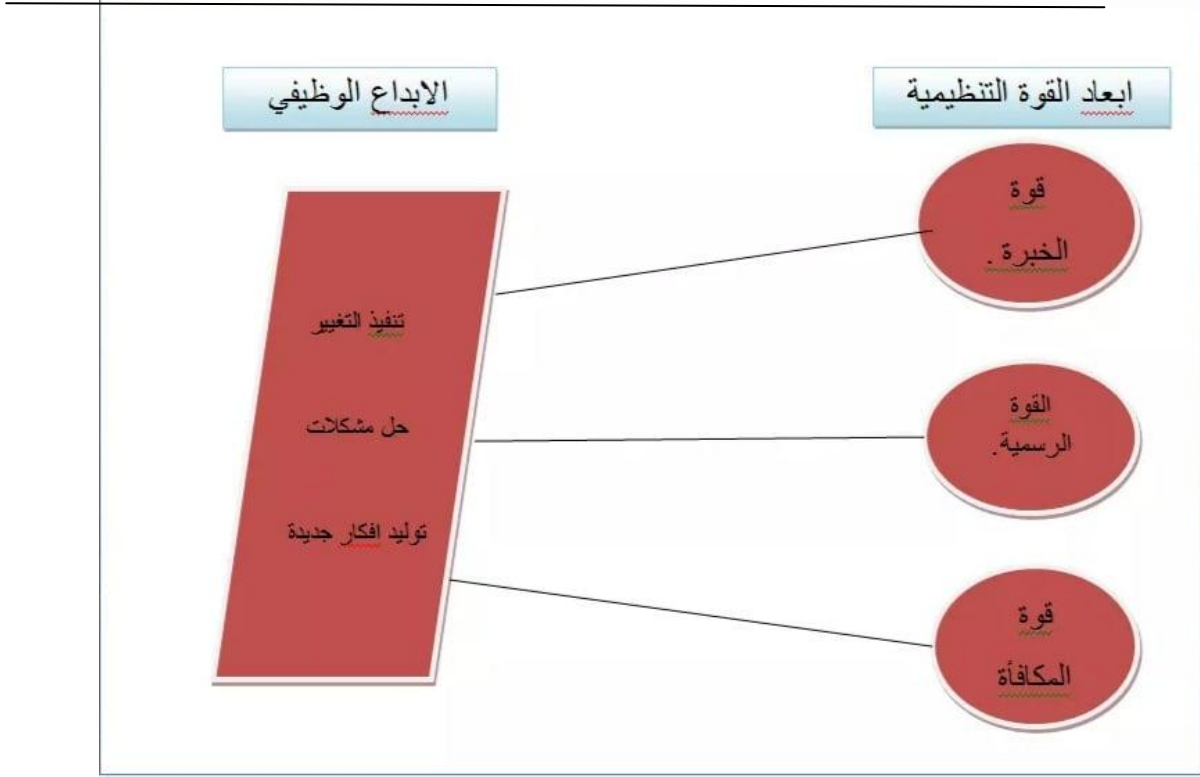 ابعاد القوة التنظيمية
الابداع الوظيفي
قوة
الخبرة .
القوة
الرسمية.
قوة
المكافأة
تنفيذ التغيير
حل مشكلات
توليد افكار جديدة